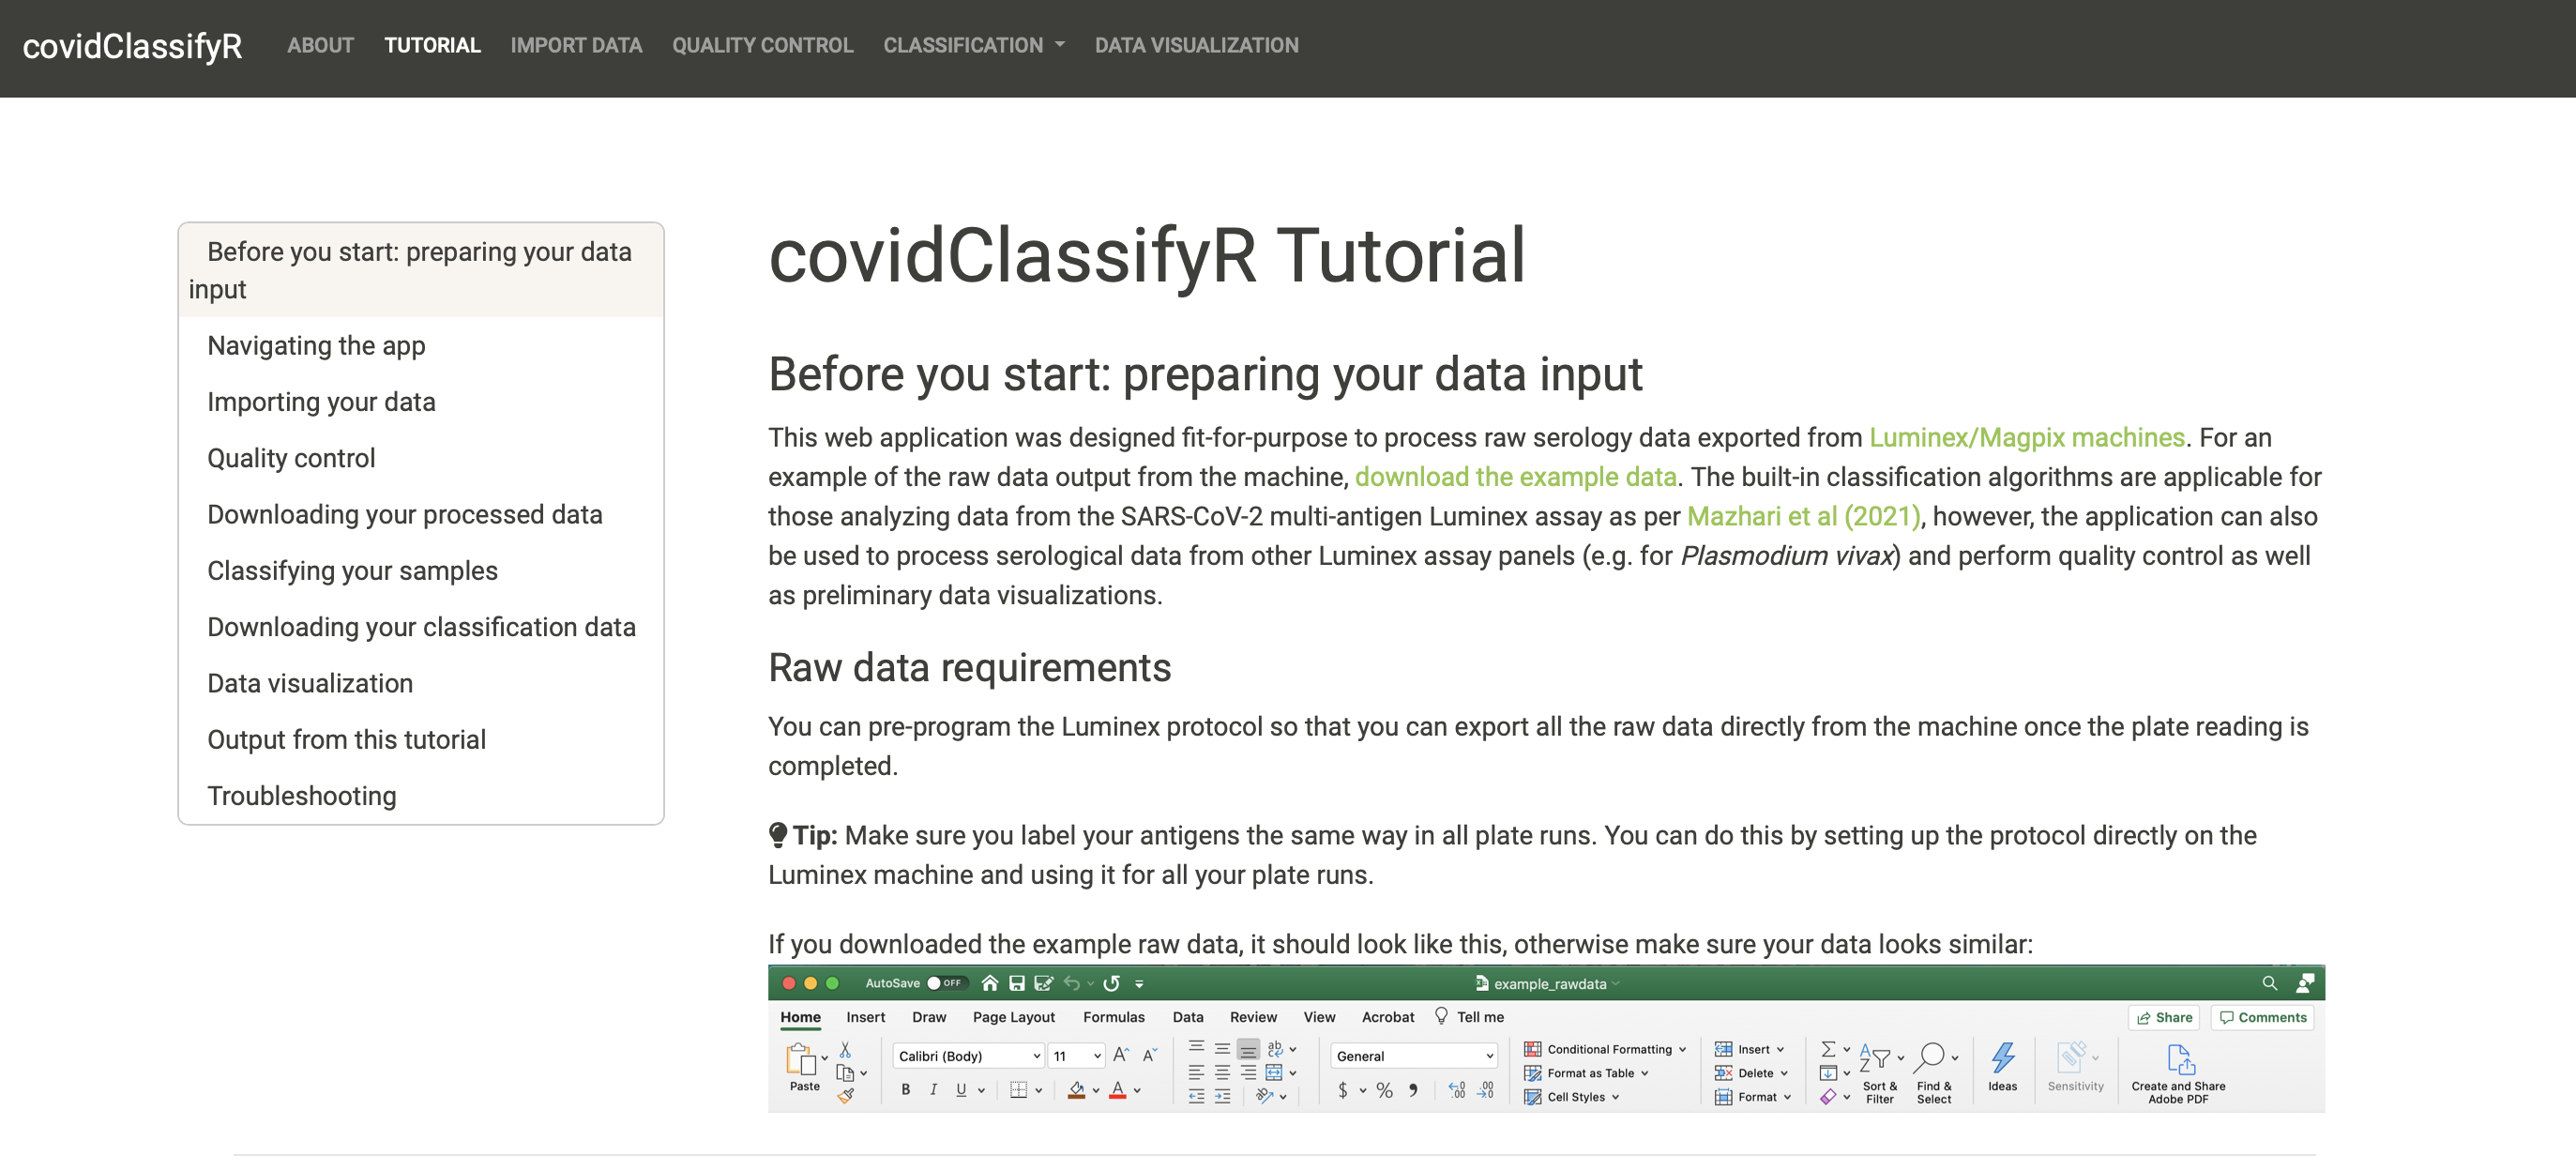 covidClassifyR ABOUT TUTORIAL IMPORT DATA QUALITY CONTROL CLASSIFICATION DATA VISUALIZATION
Before you start: preparing your data
input
Navigating the app
Importing your data
Quality control
Downloading your processed data
Classifying your samples
Downloading your classification data
Data visualization
Output from this tutorial
Troubleshooting
covidClassifyR Tutorial
Before you start: preparing your data input
This web application was designed fit-for-purpose to process raw serology data exported from Luminex/Magpix machines. For an
example of the raw data output from the machine, download the example data. The built-in classification algorithms are applicable for
those analyzing data from the SARS-CoV-2 multi-antigen Luminex assay as per Mazhari et al (2021), however, the application can also
be used to process serological data from other Luminex assay panels (e.g. for Plasmodium vivax) and perform quality control as well
as preliminary data visualizations.
Raw data requirements
You can pre-program the Luminex protocol so that you can export all the raw data directly from the machine once the plate reading is
completed.
Tip: Make sure you label your antigens the same way in all plate runs. You can do this by setting up the protocol directly on the
Luminex machine and using it for all your plate runs.
If you downloaded the example raw data, it should look like this, otherwise make sure your data looks similar:
AutoSave OFF example_rawdata
Home Insert Draw Page Layout Formulas Data Review View Acrobat Tell me Share Comments
Paste
Calibri (Body) 11 A A
B I U A
ab
General
$ % 9
.00 .00
Conditional Formatting
Format as Table
Cell Styles
Insert
Delete
Format
Sort &
Filter
Find &
Select
Ideas
Sensitivity
Create and Share
Adobe PDF